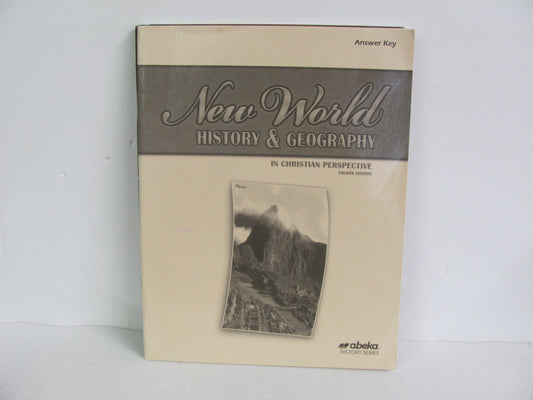 Answer Key
New World
HISTORY & GEOGRAPHY
IN CHRISTIAN PERSPECTIVE
FOURTH EDITION
Peru
abeka
HISTORY SERIES